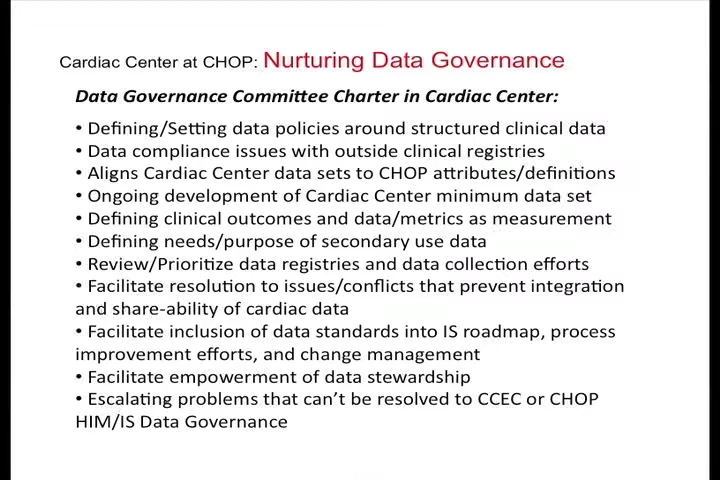 Cardiac Center at CHOP: Nurturing Data Governance
Data Governance Committee Charter in Cardiac Center:
• Defining/Setting data policies around structured clinical data
• Data compliance issues with outside clinical registries
• Aligns Cardiac Center data sets to CHOP attributes/definitions
• Ongoing development of Cardiac Center minimum data set
• Defining clinical outcomes and data/metrics as measurement
• Defining needs/purpose of secondary use data
• Review/Prioritize data registries and data collection efforts
• Facilitate resolution to issues/conflicts that prevent integration
and share-ability of cardiac data
• Facilitate inclusion of data standards into IS roadmap, process
improvement efforts, and change management
• Facilitate empowerment of data stewardship
• Escalating problems that can’t be resolved to CCEC or CHOP
HIM/IS Data Governance